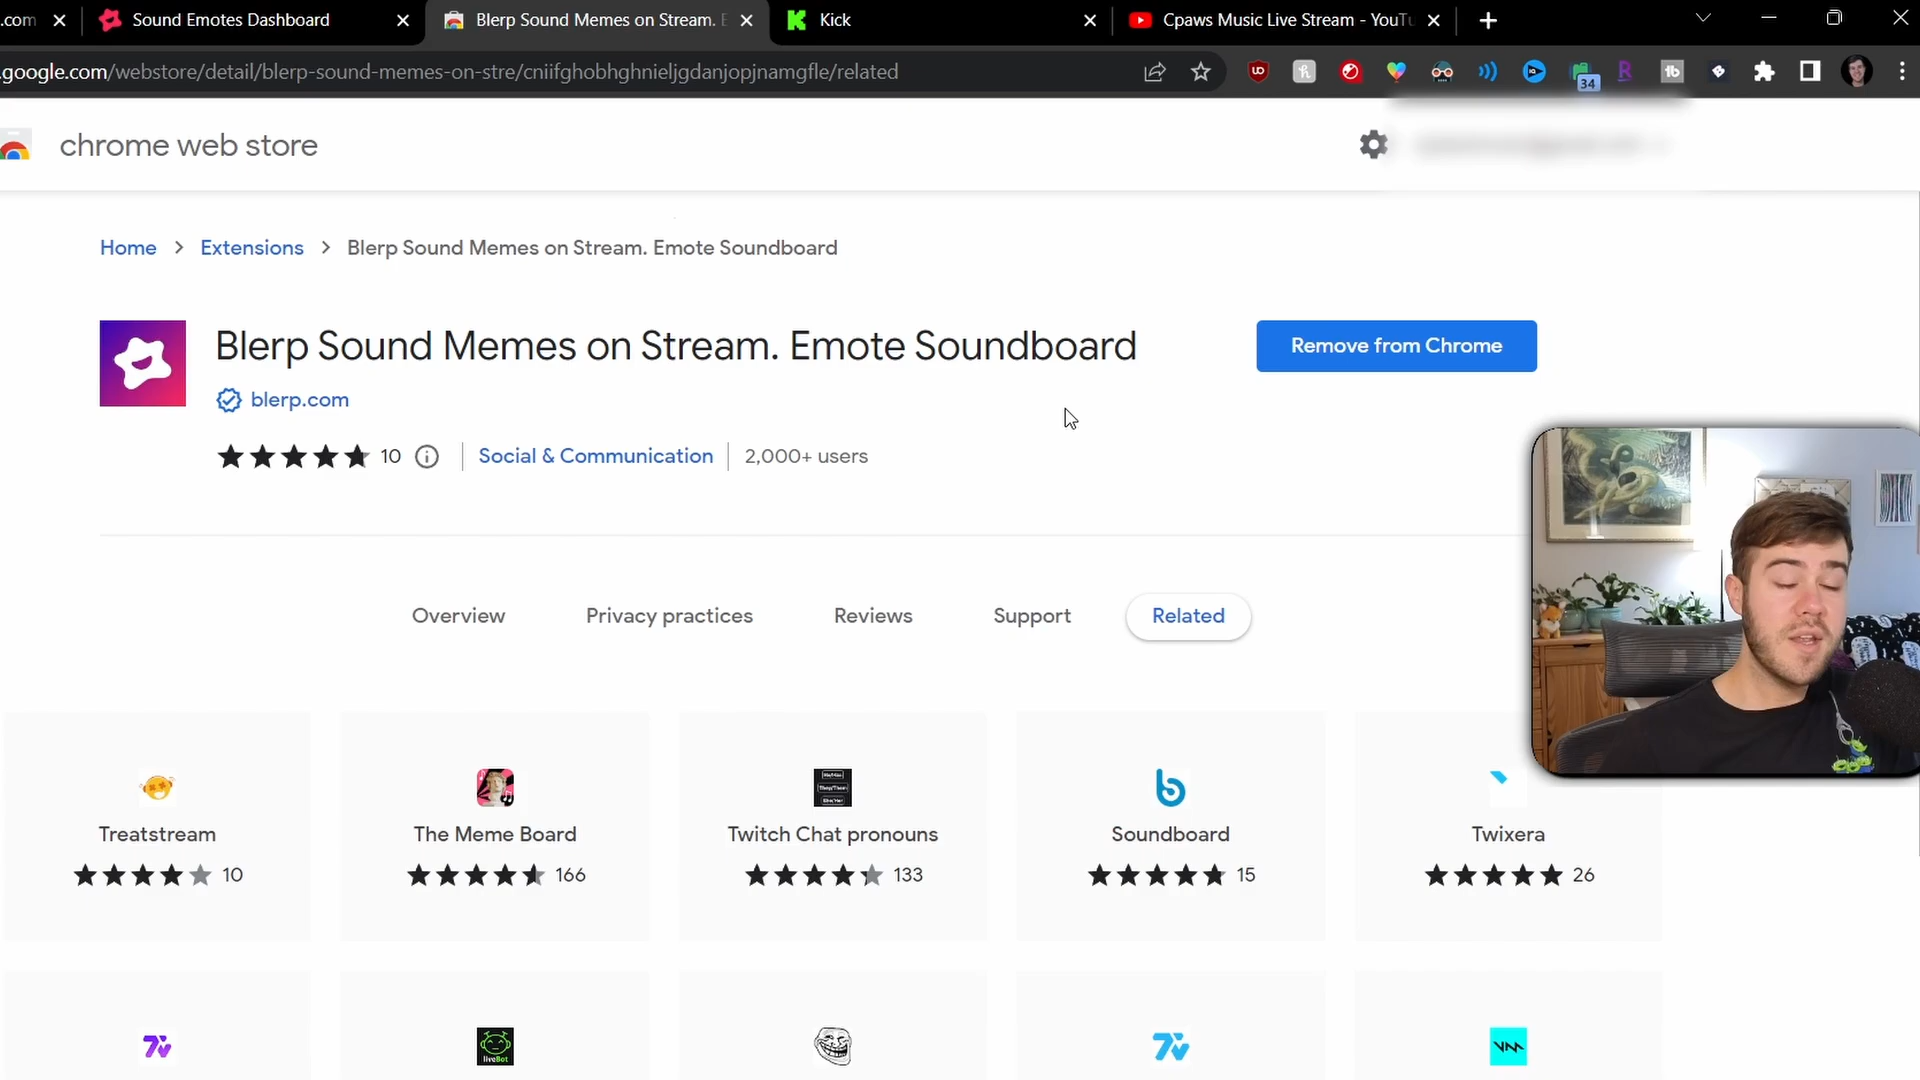 .com
Sound Emotes Dashboard
Blerp Sound Memes on Stream. E
Kick
Cpaws Music Live Stream - YouTu
.google.com/webstore/detail/blerp-sound-memes-on-stre/cniifghobhghnieljgdanjopjnamgfle/related
34
chrome web store
Home > Extensions > Blerp Sound Memes on Stream. Emote Soundboard
Blerp Sound Memes on Stream. Emote Soundboard
Remove from Chrome
blerp.com
10
Social & Communication
2,000+ users
Overview
Privacy practices
Reviews
Support
Related
Treatstream
The Meme Board
Twitch Chat pronouns
Soundboard
Twixera
10
166
133
15
26
liveBot